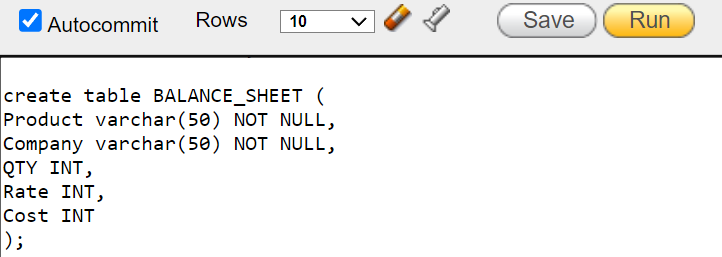 Autocommit Rows 10 Save Run
create table BALANCE_SHEET (
Product varchar(50) NOT NULL,
Company varchar(50) NOT NULL,
QTY INT,
Rate INT,
Cost INT
);